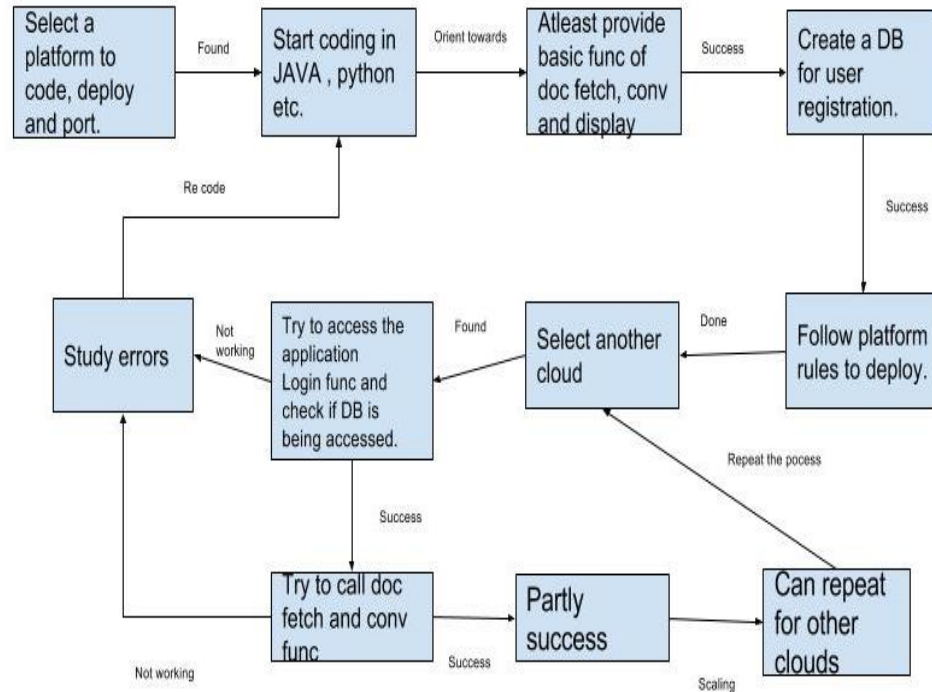 Select a
platform to
code, deploy
and port.
Found
Start coding in
JAVA , python
etc.
Orient towards
Atleast provide
basic func of
doc fetch, conv
and display
Success
Create a DB
for user
registration.
Success
Re code
Study errors
Not
working
Try to access the
application
Login func and
check if DB is
being accessed.
Found
Select another
cloud
Done
Follow platform
rules to deploy.
Repeat the pocess
Success
Try to call doc
fetch and conv
func
Not working
Success
Partly
success
Scaling
Can repeat
for other
clouds